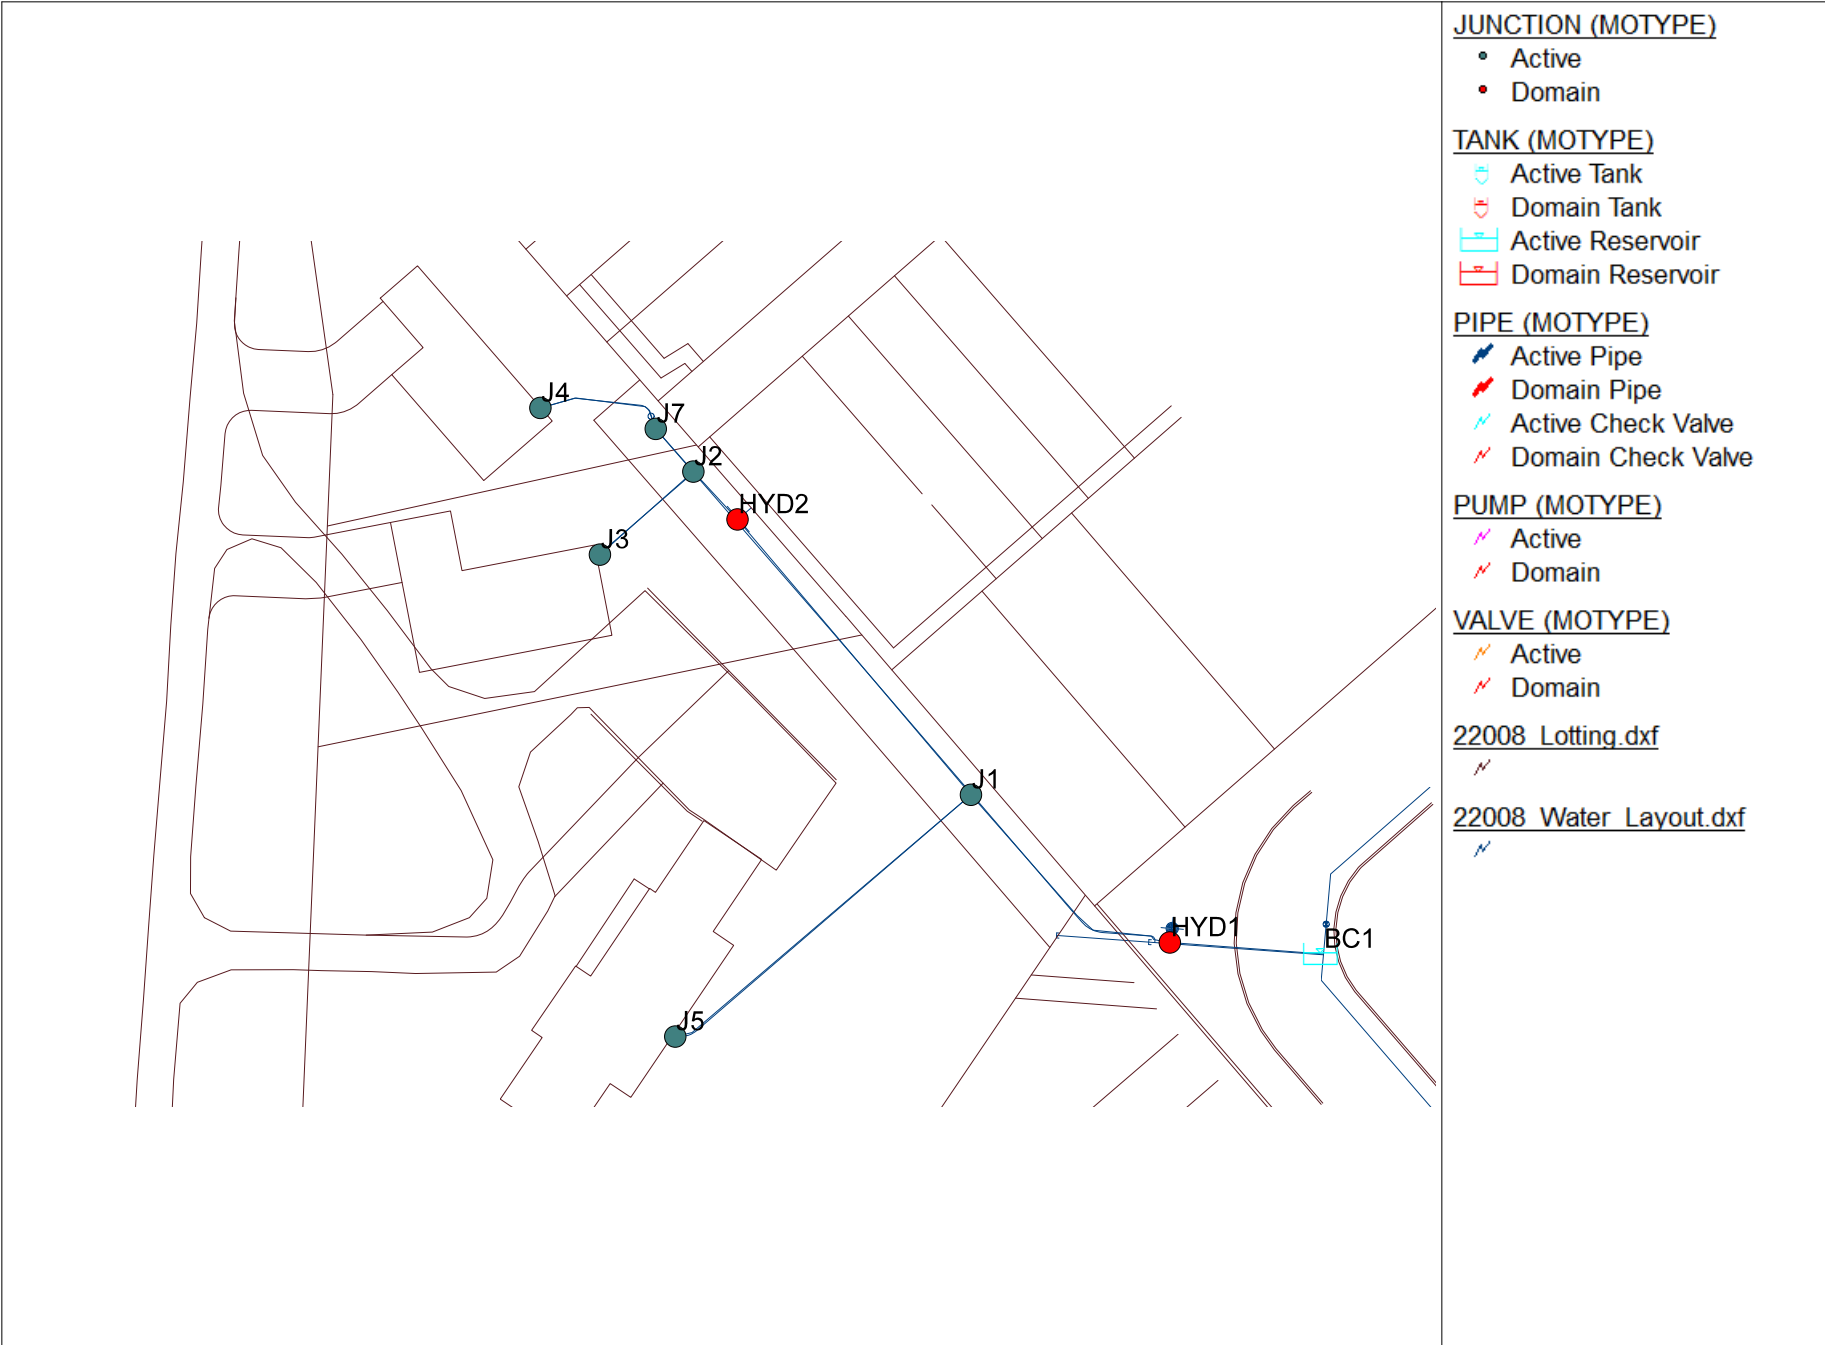 J4
J7
J2
HYD2
J3
J1
HYD1
BC1
J5
JUNCTION (MOTYPE)
Active
Domain
TANK (MOTYPE)
Active Tank
Domain Tank
Active Reservoir
Domain Reservoir
PIPE (MOTYPE)
Active Pipe
Domain Pipe
Active Check Valve
Domain Check Valve
PUMP (MOTYPE)
Active
Domain
VALVE (MOTYPE)
Active
Domain
22008_Lotting.dxf
22008_Water_Layout.dxf